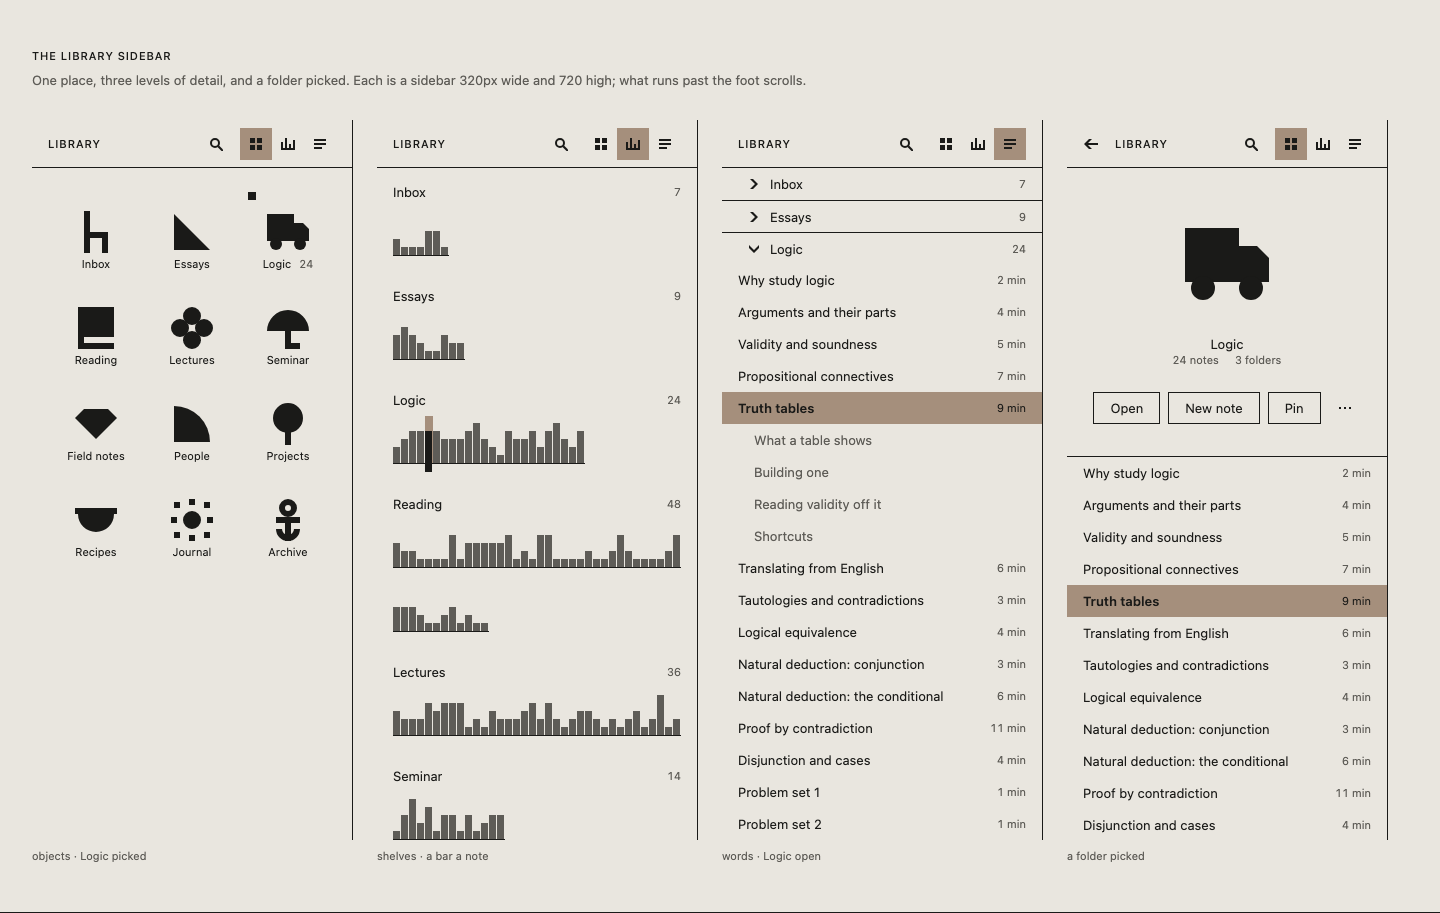 THE LIBRARY SIDEBAR
One place, three levels of detail, and a folder picked. Each is a sidebar 320px wide and 720 high; what runs past the foot scrolls.
LIBRARY
Inbox
Essays
Logic 24
Reading
Lectures
Seminar
Field notes
People
Projects
Recipes
Journal
Archive
objects · Logic picked
LIBRARY
Inbox 7
Essays 9
Logic 24
Reading 48
Lectures 36
Seminar 14
shelves · a bar a note
LIBRARY
Inbox 7
Essays 9
Logic 24
Why study logic 2 min
Arguments and their parts 4 min
Validity and soundness 5 min
Propositional connectives 7 min
Truth tables 9 min
What a table shows
Building one
Reading validity off it
Shortcuts
Translating from English 6 min
Tautologies and contradictions 3 min
Logical equivalence 4 min
Natural deduction: conjunction 3 min
Natural deduction: the conditional 6 min
Proof by contradiction 11 min
Disjunction and cases 4 min
Problem set 1 1 min
Problem set 2 1 min
words · Logic open
LIBRARY
Logic
24 notes 3 folders
Open New note Pin ···
Why study logic 2 min
Arguments and their parts 4 min
Validity and soundness 5 min
Propositional connectives 7 min
Truth tables 9 min
Translating from English 6 min
Tautologies and contradictions 3 min
Logical equivalence 4 min
Natural deduction: conjunction 3 min
Natural deduction: the conditional 6 min
Proof by contradiction 11 min
Disjunction and cases 4 min
a folder picked